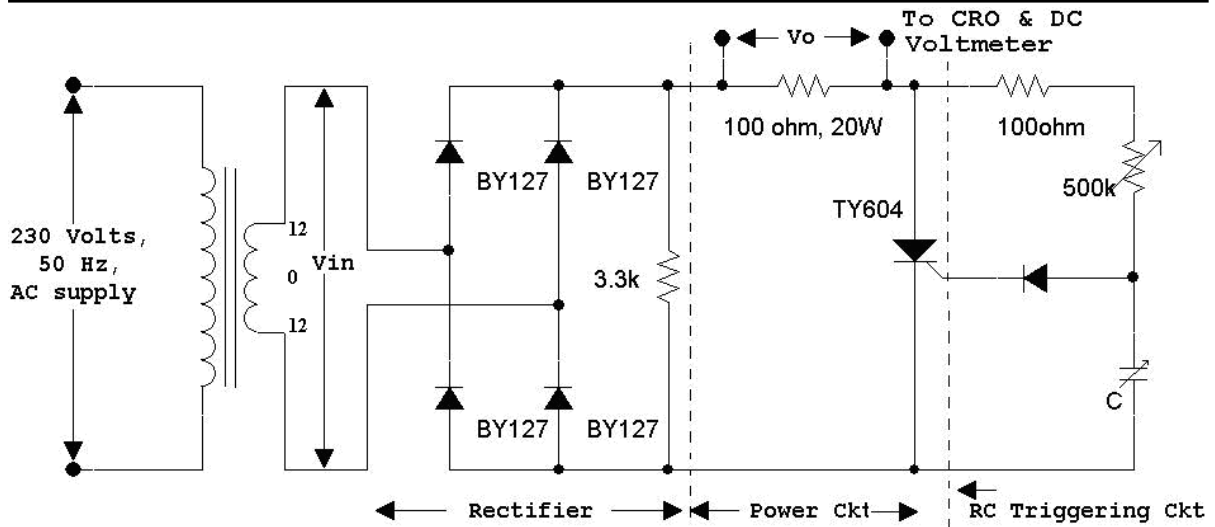 To CRO & DC
Voltmeter
Vo
100 ohm, 20W
100ohm
BY127
BY127
500k
TY604
230 Volts,
50 Hz,
AC supply
12
0
12
Vin
3.3k
C
BY127
BY127
Rectifier
Power Ckt
RC Triggering Ckt